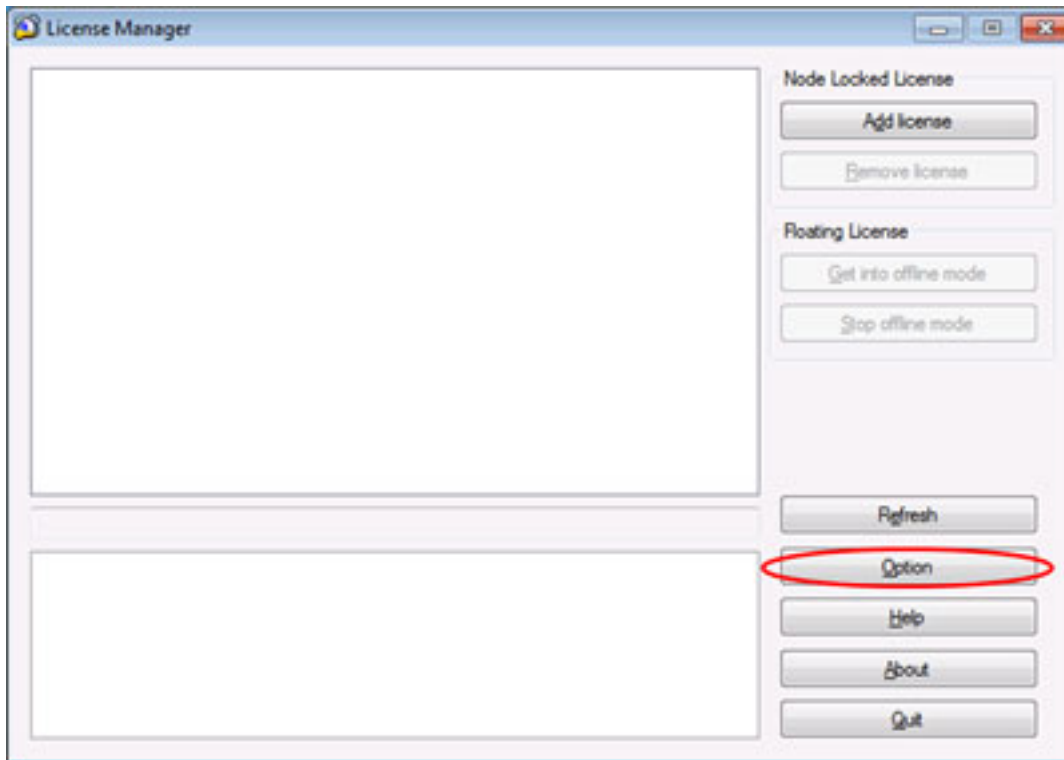 License Manager
Node Locked License
Add license
Remove license
Floating License
Get into offline mode
Stop offline mode
Refresh
Option
Help
About
Quit